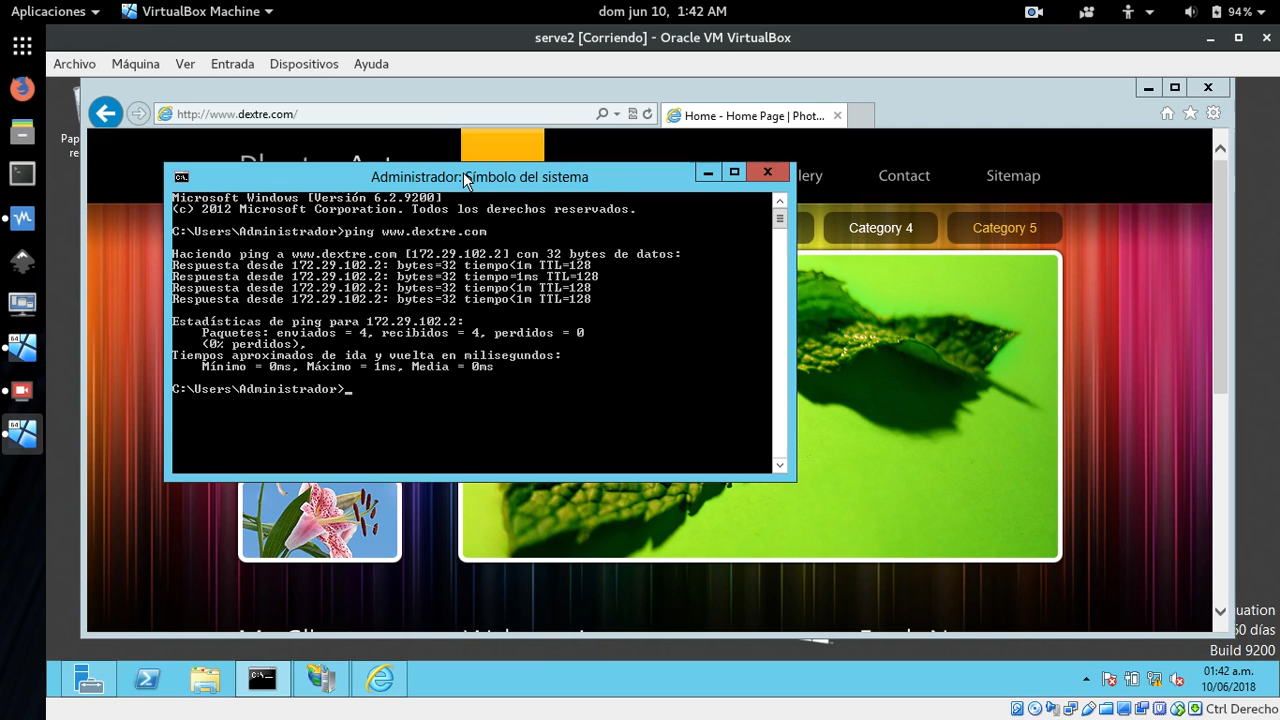 Aplicaciones
VirtualBox Machine
dom jun 10, 1:42 AM
94%
serve2 [Corriendo] - Oracle VM VirtualBox
Archivo Máquina Ver Entrada Dispositivos Ayuda
http://www.dextre.com/
Home - Home Page | Phot...
Contact
Sitemap
Category 4
Category 5
Administrador: Símbolo del sistema
Microsoft Windows [Versión 6.2.9200]
(c) 2012 Microsoft Corporation. Todos los derechos reservados.
C:\Users\Administrador>ping www.dextre.com
Haciendo ping a www.dextre.com [172.29.102.2] con 32 bytes de datos:
Respuesta desde 172.29.102.2: bytes=32 tiempo<1m TTL=128
Respuesta desde 172.29.102.2: bytes=32 tiempo=1ms TTL=128
Respuesta desde 172.29.102.2: bytes=32 tiempo<1m TTL=128
Respuesta desde 172.29.102.2: bytes=32 tiempo<1m TTL=128
Estadísticas de ping para 172.29.102.2:
Paquetes: enviados = 4, recibidos = 4, perdidos = 0
(0% perdidos),
Tiempos aproximados de ida y vuelta en milisegundos:
Mínimo = 0ms, Máximo = 1ms, Media = 0ms
C:\Users\Administrador>_
Build 9200
01:42 a.m.
10/06/2018
Ctrl Derecho